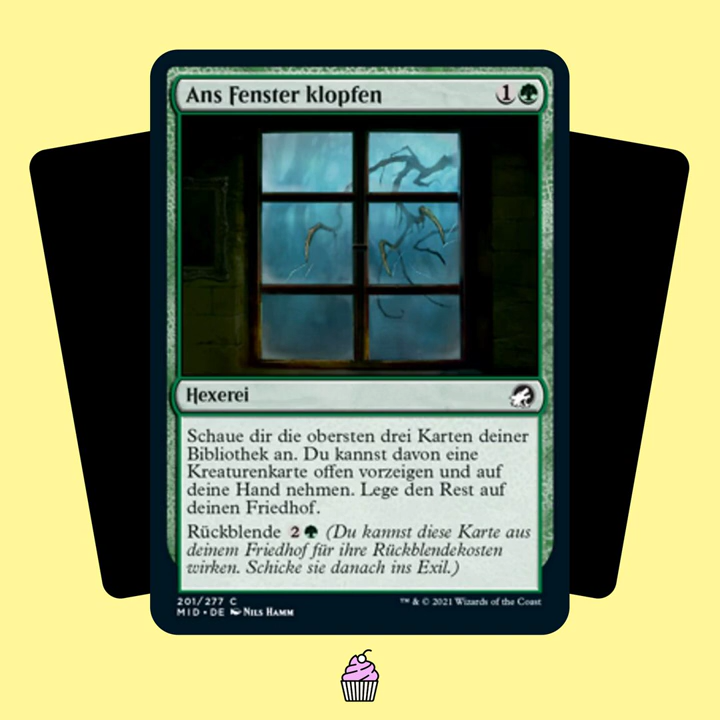 Ans Fenster klopfen 1
Hexerei
Schaue dir die obersten drei Karten deiner
Bibliothek an. Du kannst davon eine
Kreaturenkarte offen vorzeigen und auf
deine Hand nehmen. Lege den Rest auf
deinen Friedhof.
Rückblende 2 (Du kannst diese Karte aus
deinem Friedhof für ihre Rückblendekosten
wirken. Schicke sie danach ins Exil.)
201/277 C ™ & © 2021 Wizards of the Coast
MID • DE Nils Hamm